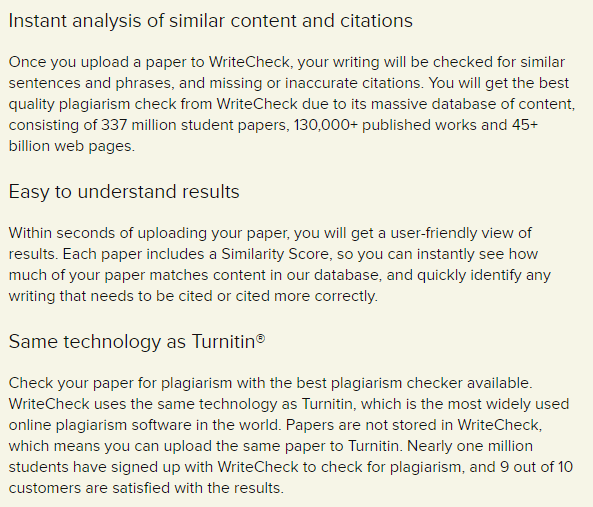 Instant analysis of similar content and citations
Once you upload a paper to WriteCheck, your writing will be checked for similar
sentences and phrases, and missing or inaccurate citations. You will get the best
quality plagiarism check from WriteCheck due to its massive database of content,
consisting of 337 million student papers, 130,000+ published works and 45+
billion web pages.
Easy to understand results
Within seconds of uploading your paper, you will get a user-friendly view of
results. Each paper includes a Similarity Score, so you can instantly see how
much of your paper matches content in our database, and quickly identify any
writing that needs to be cited or cited more correctly.
Same technology as Turnitin®
Check your paper for plagiarism with the best plagiarism checker available.
WriteCheck uses the same technology as Turnitin, which is the most widely used
online plagiarism software in the world. Papers are not stored in WriteCheck,
which means you can upload the same paper to Turnitin. Nearly one million
students have signed up with WriteCheck to check for plagiarism, and 9 out of 10
customers are satisfied with the results.